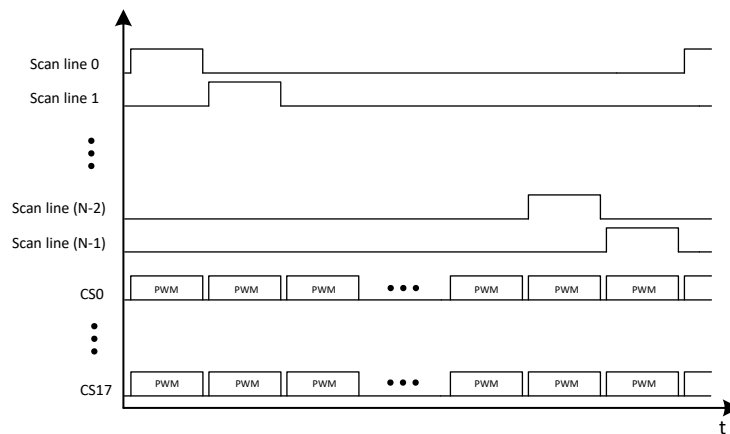 Scan line 0
Scan line 1
Scan line (N-2)
Scan line (N-1)
CS0 PWM PWM PWM PWM PWM PWM
CS17 PWM PWM PWM PWM PWM PWM
t